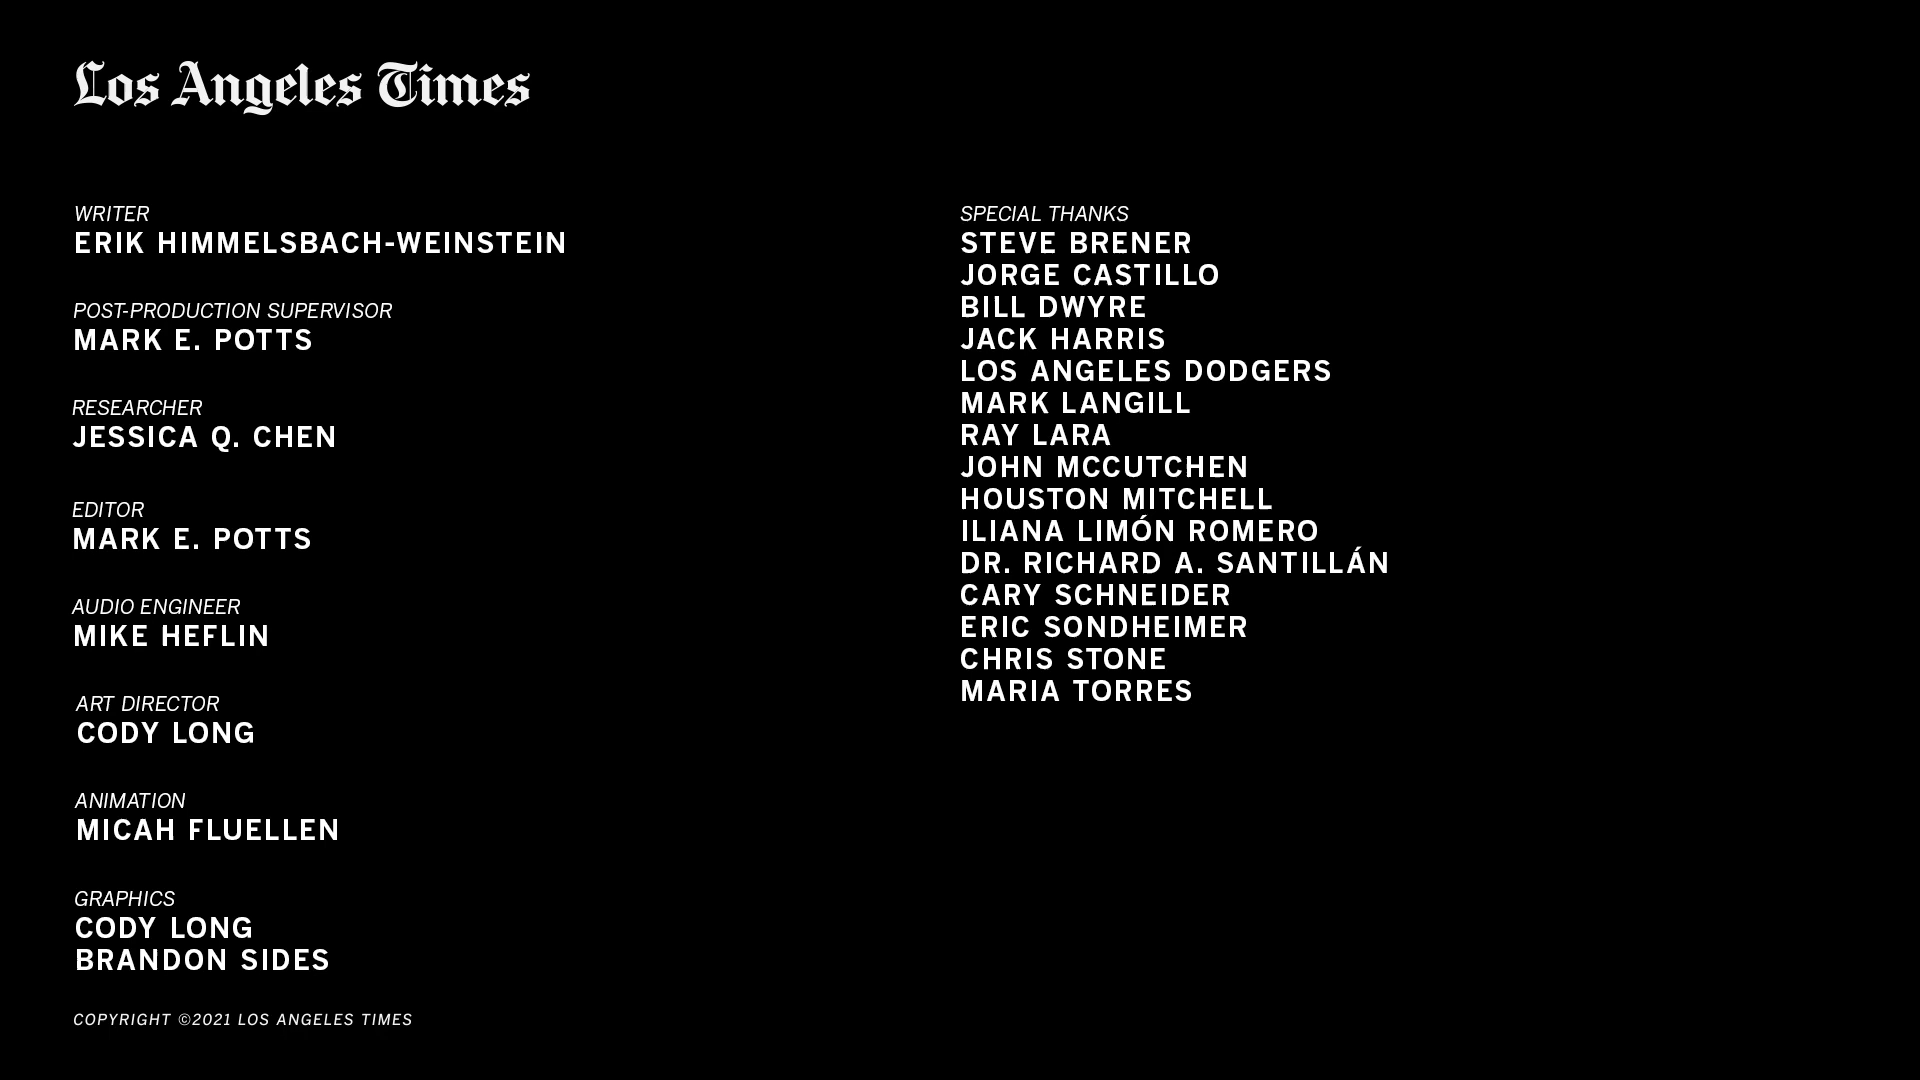 Los Angeles Times
WRITER
ERIK HIMMELSBACH-WEINSTEIN
POST-PRODUCTION SUPERVISOR
MARK E. POTTS
RESEARCHER
JESSICA Q. CHEN
EDITOR
MARK E. POTTS
AUDIO ENGINEER
MIKE HEFLIN
ART DIRECTOR
CODY LONG
ANIMATION
MICAH FLUELLEN
GRAPHICS
CODY LONG
BRANDON SIDES
COPYRIGHT ©2021 LOS ANGELES TIMES
SPECIAL THANKS
STEVE BRENER
JORGE CASTILLO
BILL DWYRE
JACK HARRIS
LOS ANGELES DODGERS
MARK LANGILL
RAY LARA
JOHN MCCUTCHEN
HOUSTON MITCHELL
ILIANA LIMÓN ROMERO
DR. RICHARD A. SANTILLÁN
CARY SCHNEIDER
ERIC SONDHEIMER
CHRIS STONE
MARIA TORRES